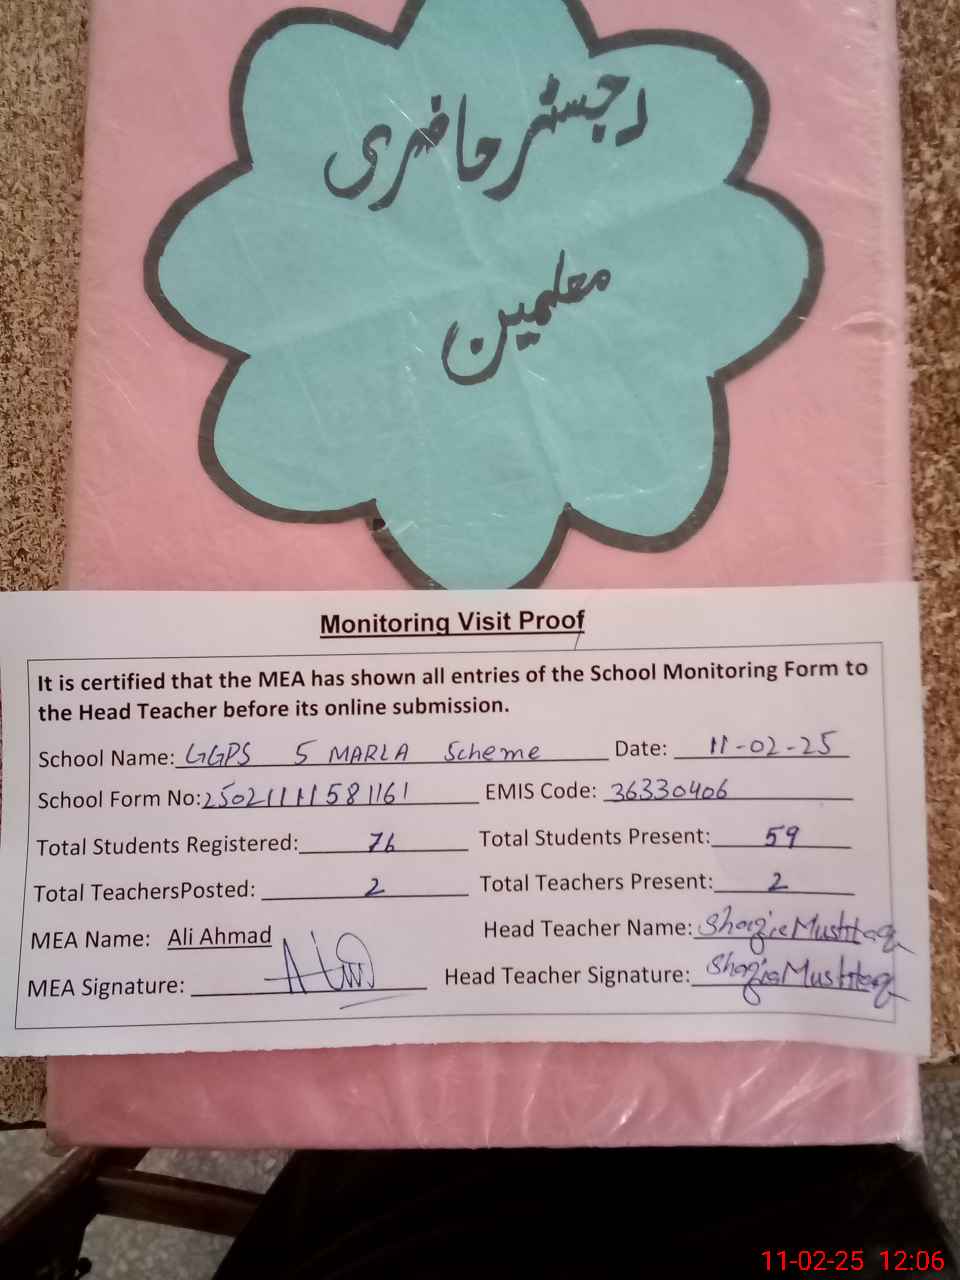 رجسٹر حاضری
معلمین
Monitoring Visit Proof
It is certified that the MEA has shown all entries of the School Monitoring Form to
the Head Teacher before its online submission.
School Name: GGPS 5 MARLA Scheme Date: 11-02-25
School Form No: 25021111581161 EMIS Code: 36330406
Total Students Registered: 76 Total Students Present: 59
Total TeachersPosted: 2 Total Teachers Present: 2
MEA Name: Ali Ahmad Head Teacher Name: Shazia Mushtaq
MEA Signature: Head Teacher Signature: Shazia Mushtaq
11-02-25 12:06